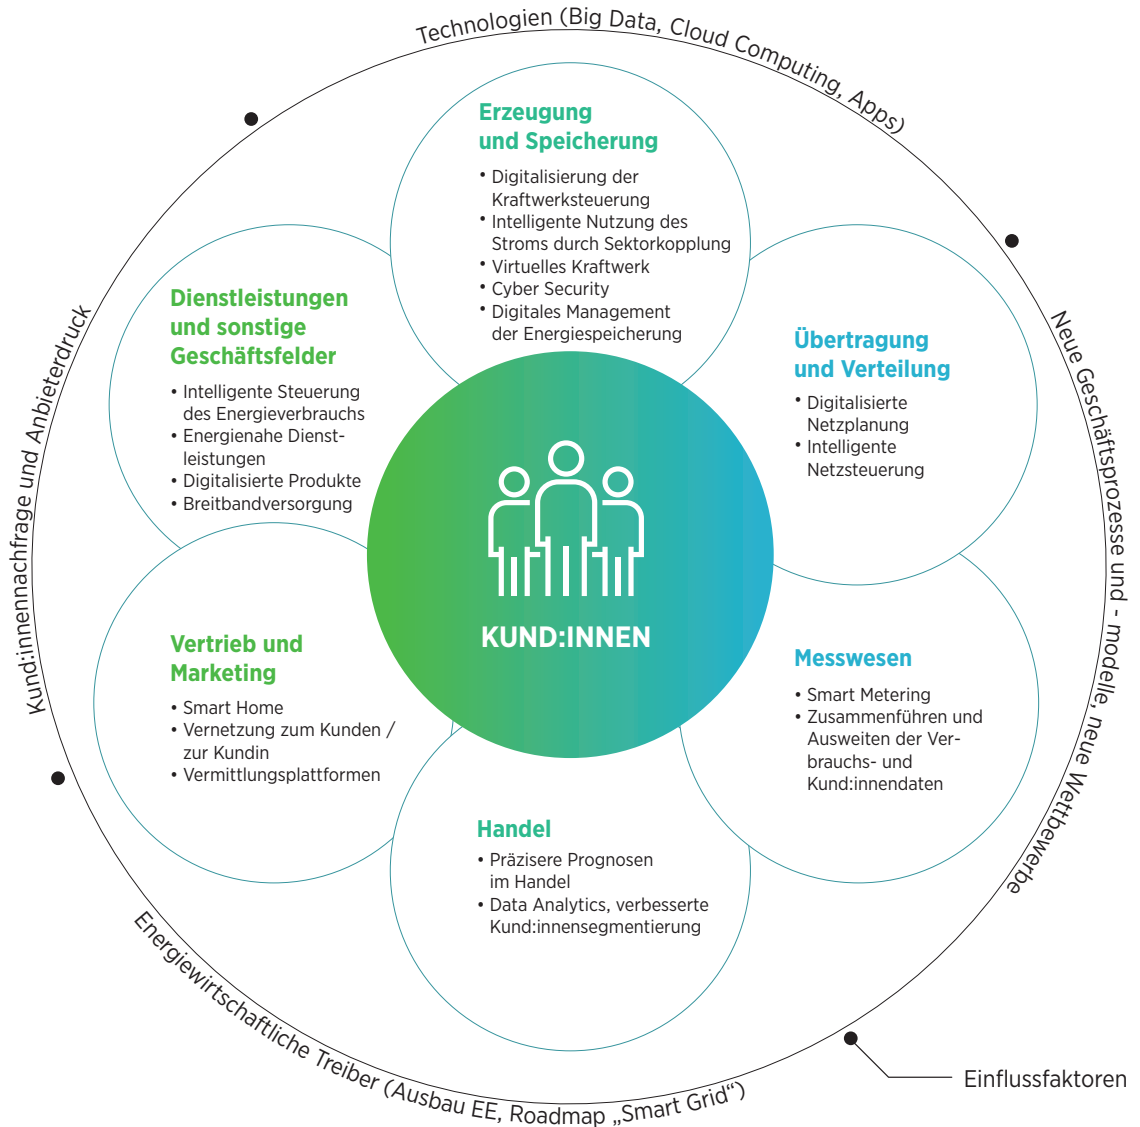 Technologien (Big Data, Cloud Computing, Apps)
Erzeugung
und Speicherung
• Digitalisierung der
Kraftwerksteuerung
• Intelligente Nutzung des
Stroms durch Sektorkopplung
• Virtuelles Kraftwerk
• Cyber Security
• Digitales Management
der Energiespeicherung
Dienstleistungen
und sonstige
Geschäftsfelder
• Intelligente Steuerung
des Energieverbrauchs
• Energienahe Dienst-
leistungen
• Digitalisierte Produkte
• Breitbandversorgung
Übertragung
und Verteilung
• Digitalisierte
Netzplanung
• Intelligente
Netzsteuerung
Kund:innennachfrage und Anbieterdruck
Neue Geschäftsprozesse und - modelle, neue Wettbewerbe
KUND:INNEN
Vertrieb und
Marketing
• Smart Home
• Vernetzung zum Kunden /
zur Kundin
• Vermittlungsplattformen
Messwesen
• Smart Metering
• Zusammenführen und
Ausweiten der Ver-
brauchs- und
Kund:innendaten
Handel
• Präzisere Prognosen
im Handel
• Data Analytics, verbesserte
Kund:innensegmentierung
Energiewirtschaftliche Treiber (Ausbau EE, Roadmap „Smart Grid“)
Einflussfaktoren